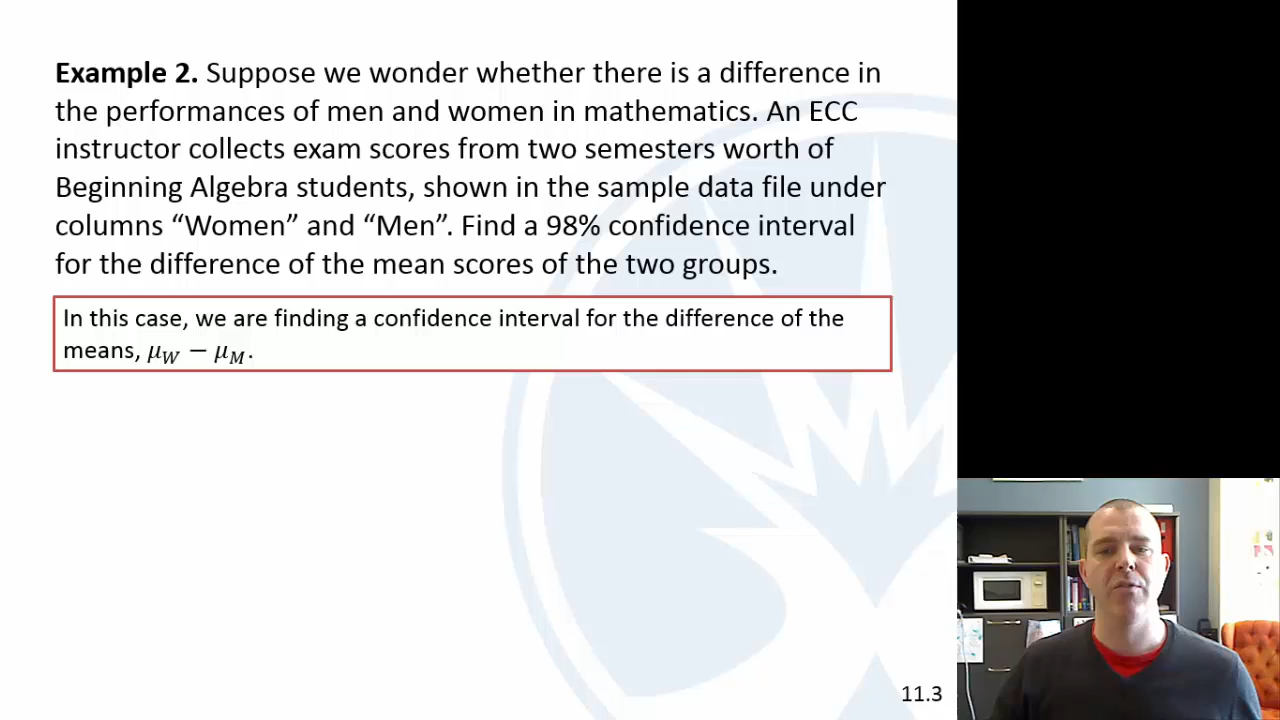 Example 2. Suppose we wonder whether there is a difference in
the performances of men and women in mathematics. An ECC
instructor collects exam scores from two semesters worth of
Beginning Algebra students, shown in the sample data file under
columns “Women” and “Men”. Find a 98% confidence interval
for the difference of the mean scores of the two groups.
In this case, we are finding a confidence interval for the difference of the
means, 𝜇𝑊 − 𝜇𝑀.
11.3